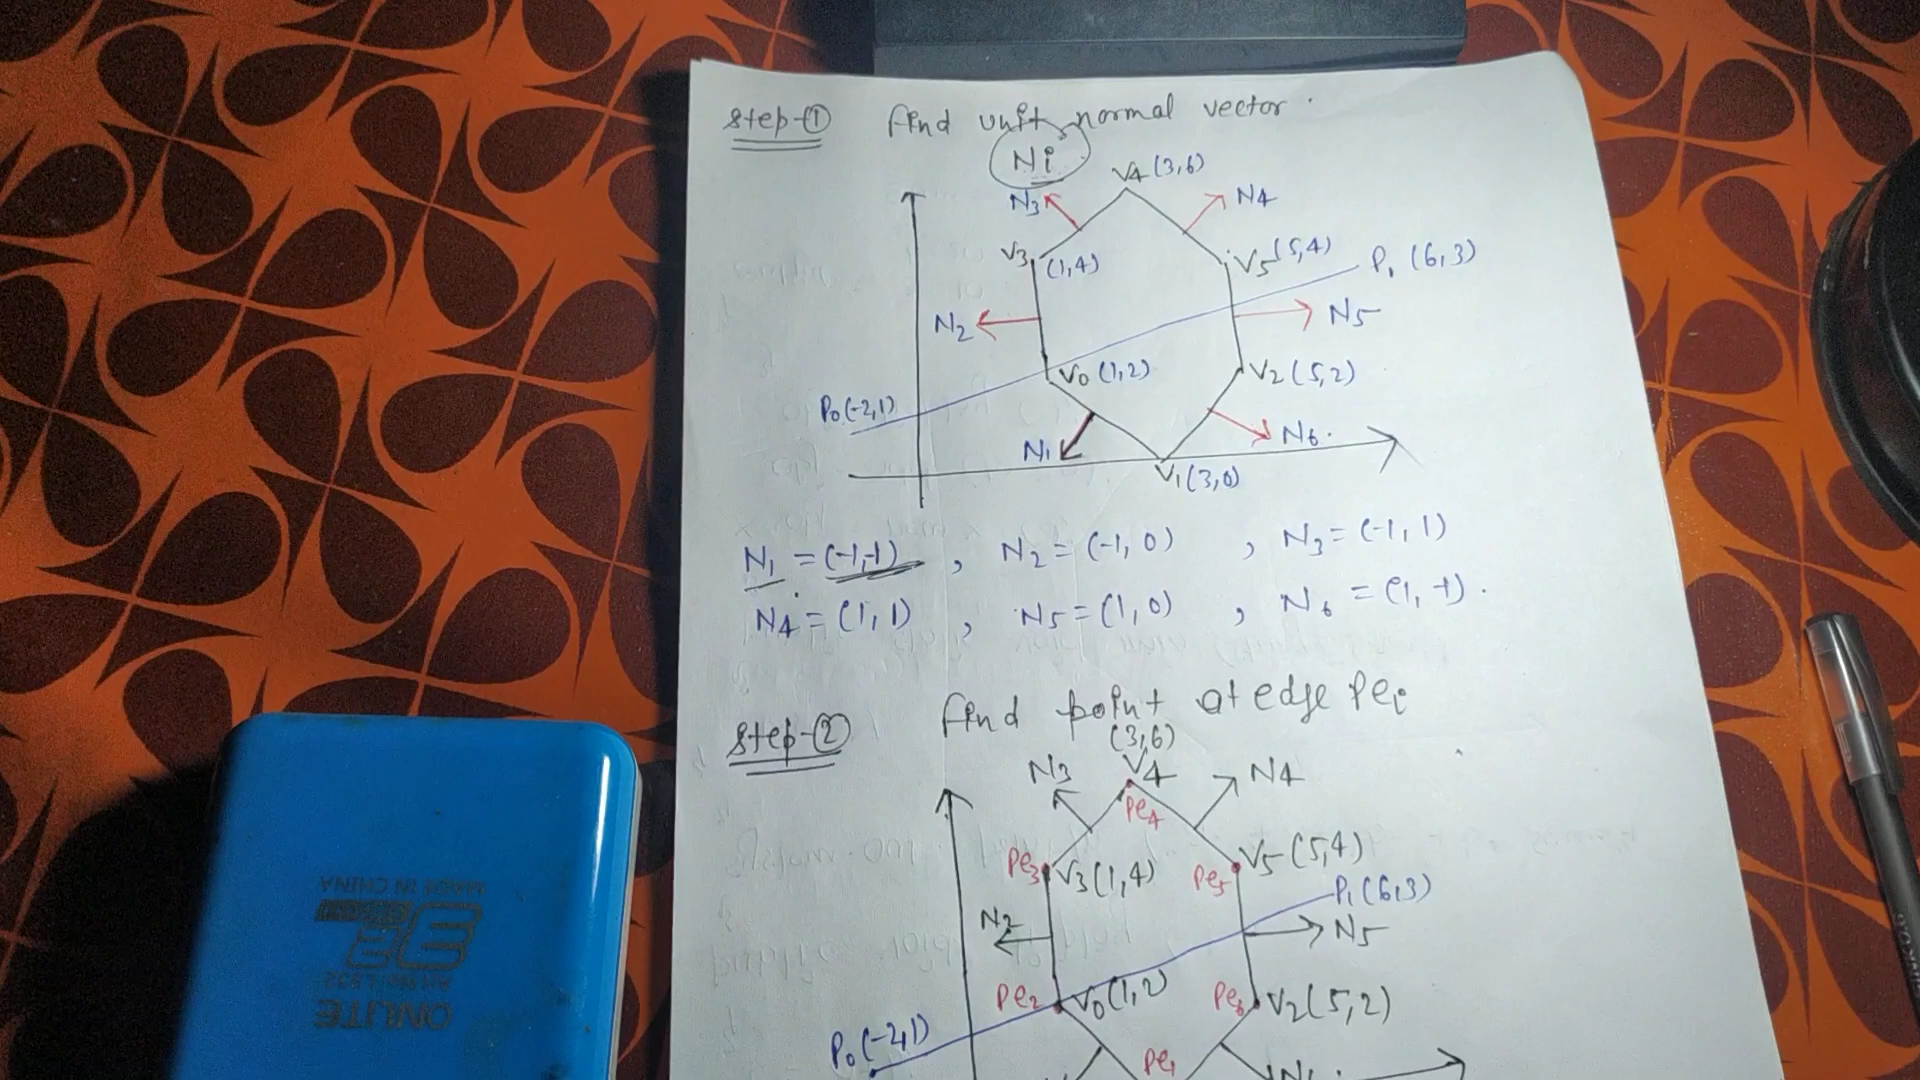 Step-① Find unit normal vector.
Ni
V4 (3,6)
N3 N4
V3 (1,4) V5 (5,4) P1 (6,3)
N2 N5
V0 (1,2) V2 (5,2)
P0 (-2,1)
N1 N6.
V1 (3,0)
N1 = (-1,-1) , N2 = (-1, 0) , N3 = (-1, 1)
N4 = (1, 1) , N5 = (1, 0) , N6 = (1, -1).
Step-② Find point at edge Pei
(3,6)
N3 V4 N4
Pe4
Pe3 V3 (1,4) Pe5 V5 (5,4)
P1 (6,3)
N2 N5
Pe2 V0 (1,2) Pe6 V2 (5,2)
P0 (-2,1)
Pe1
MADE IN CHINA
ONLITE